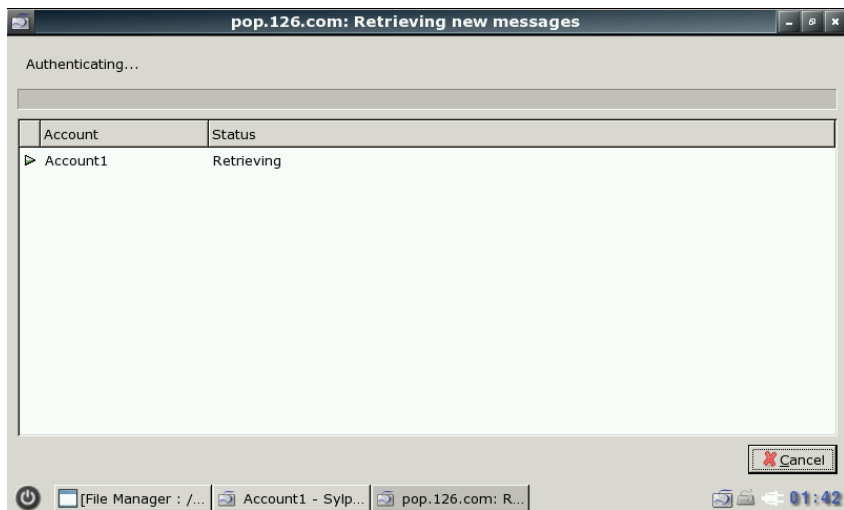 pop.126.com: Retrieving new messages
Authenticating...
Account Status
Account1 Retrieving
Cancel
[File Manager : /... Account1 - Sylp... pop.126.com: R... 01:42